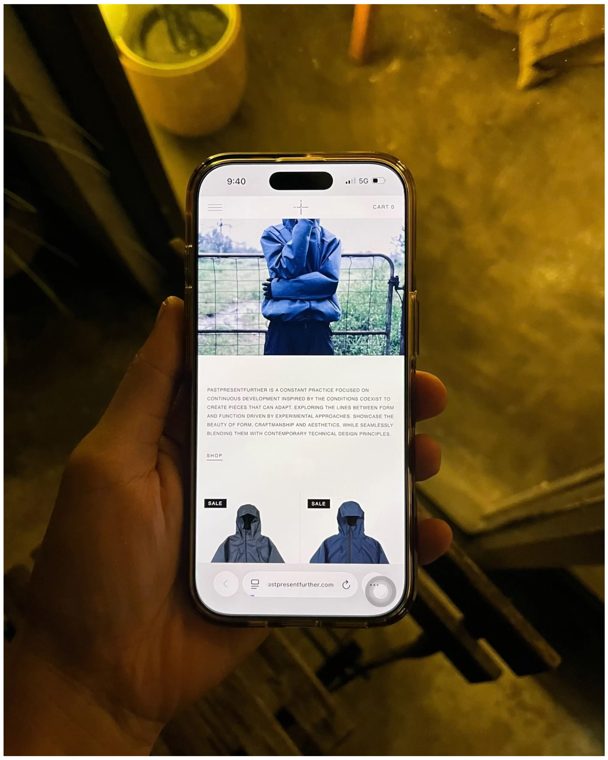 9:40
5G
CART 0
PASTPRESENTFURTHER IS A CONSTANT PRACTICE FOCUSED ON
CONTINUOUS DEVELOPMENT INSPIRED BY THE CONDITIONS COEXIST TO
CREATE PIECES THAT CAN ADAPT. EXPLORING THE LINES BETWEEN FORM
AND FUNCTION DRIVEN BY EXPERIMENTAL APPROACHES. SHOWCASE THE
BEAUTY OF FORM, CRAFTMANSHIP AND AESTHETICS, WHILE SEAMLESSLY
BLENDING THEM WITH CONTEMPORARY TECHNICAL DESIGN PRINCIPLES.
SHOP
SALE
SALE
astpresentfurther.com